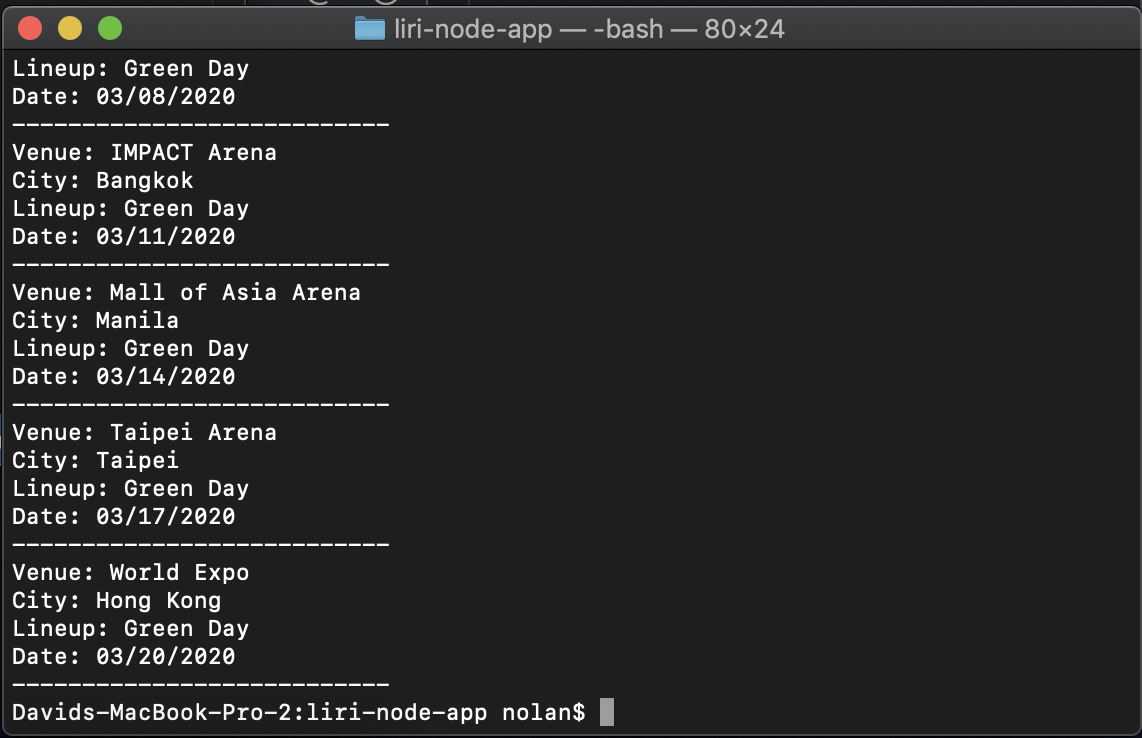 liri-node-app — -bash — 80×24
Lineup: Green Day
Date: 03/08/2020
---------------------------
Venue: IMPACT Arena
City: Bangkok
Lineup: Green Day
Date: 03/11/2020
---------------------------
Venue: Mall of Asia Arena
City: Manila
Lineup: Green Day
Date: 03/14/2020
---------------------------
Venue: Taipei Arena
City: Taipei
Lineup: Green Day
Date: 03/17/2020
---------------------------
Venue: World Expo
City: Hong Kong
Lineup: Green Day
Date: 03/20/2020
---------------------------
Davids-MacBook-Pro-2:liri-node-app nolan$